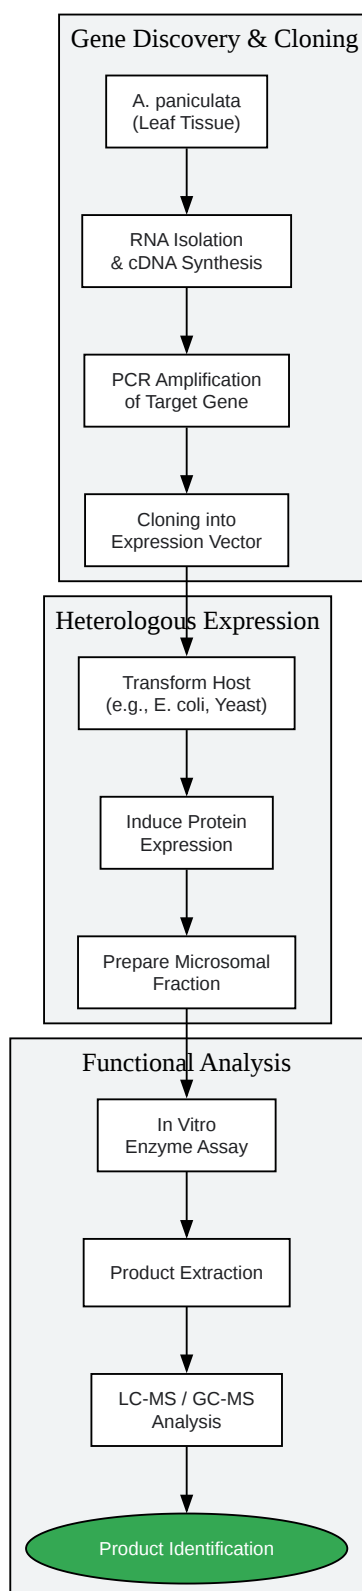 Gene Discovery & Cloning
A. paniculata
(Leaf Tissue)
RNA Isolation
& cDNA Synthesis
PCR Amplification
of Target Gene
Cloning into
Expression Vector
Heterologous Expression
Transform Host
(e.g., E. coli, Yeast)
Induce Protein
Expression
Prepare Microsomal
Fraction
Functional Analysis
In Vitro
Enzyme Assay
Product Extraction
LC-MS / GC-MS
Analysis
Product Identification